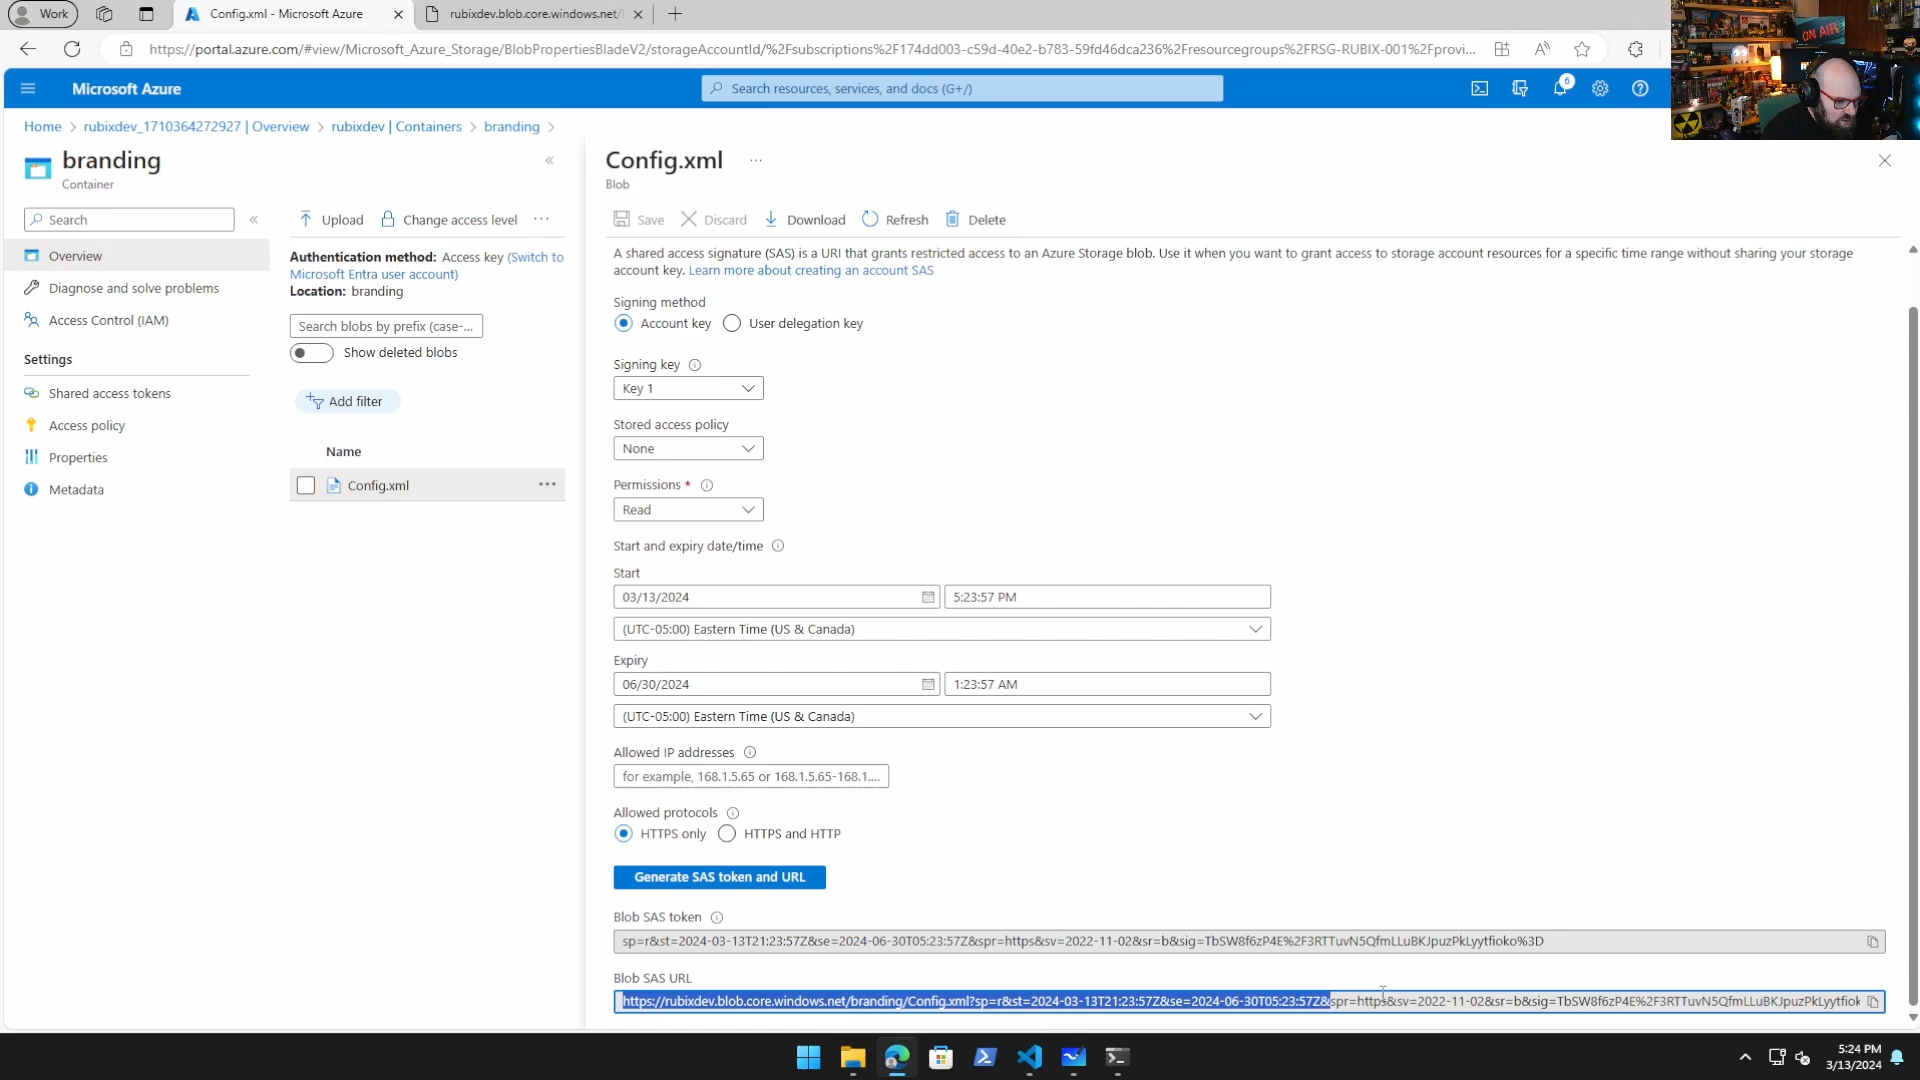 Work
Config.xml - Microsoft Azure
rubixdev.blob.core.windows.net/
https://portal.azure.com/#view/Microsoft_Azure_Storage/BlobPropertiesBladeV2/storageAccountId/%2Fsubscriptions%2F174dd003-c59d-40e2-b783-59fd46dca236%2Fresourcegroups%2FRSG-RUBIX-001%2Fprovi...
ON AIR
Microsoft Azure
Search resources, services, and docs (G+/)
6
Home > rubixdev_1710364272927 | Overview > rubixdev | Containers > branding >
branding
Container
Search
Overview
Diagnose and solve problems
Access Control (IAM)
Settings
Shared access tokens
Access policy
Properties
Metadata
Upload
Change access level
Authentication method: Access key (Switch to
Microsoft Entra user account)
Location: branding
Search blobs by prefix (case-...
Show deleted blobs
Add filter
Name
Config.xml
Config.xml
Blob
Save
Discard
Download
Refresh
Delete
A shared access signature (SAS) is a URI that grants restricted access to an Azure Storage blob. Use it when you want to grant access to storage account resources for a specific time range without sharing your storage
account key. Learn more about creating an account SAS
Signing method
Account key
User delegation key
Signing key
Key 1
Stored access policy
None
Permissions *
Read
Start and expiry date/time
Start
03/13/2024
5:23:57 PM
(UTC-05:00) Eastern Time (US & Canada)
Expiry
06/30/2024
1:23:57 AM
(UTC-05:00) Eastern Time (US & Canada)
Allowed IP addresses
for example, 168.1.5.65 or 168.1.5.65-168.1....
Allowed protocols
HTTPS only
HTTPS and HTTP
Generate SAS token and URL
Blob SAS token
sp=r&st=2024-03-13T21:23:57Z&se=2024-06-30T05:23:57Z&spr=https&sv=2022-11-02&sr=b&sig=TbSW8f6zP4E%2F3RTTuvN5QfmLLuBKJpuzPkLyytfioko%3D
Blob SAS URL
https://rubixdev.blob.core.windows.net/branding/Config.xml?sp=r&st=2024-03-13T21:23:57Z&se=2024-06-30T05:23:57Z&spr=https&sv=2022-11-02&sr=b&sig=TbSW8f6zP4E%2F3RTTuvN5QfmLLuBKJpuzPkLyytfiok
5:24 PM
3/13/2024